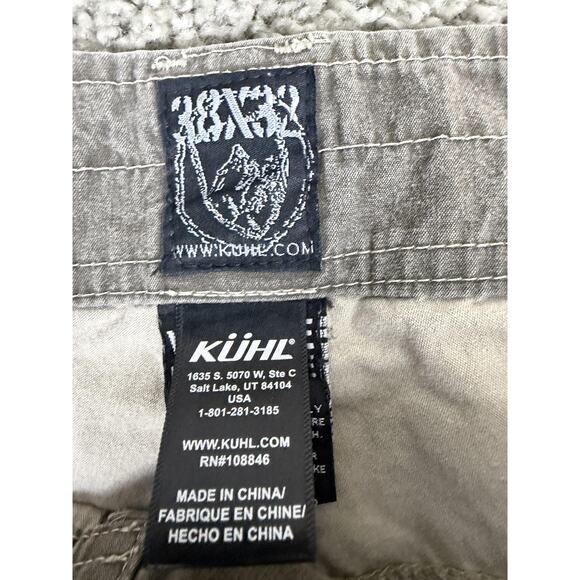 38X32
WWW.KUHL.COM
KÜHL
1635 S. 5070 W, Ste C
Salt Lake, UT 84104
USA
1-801-281-3185
WWW.KUHL.COM
RN#108846
MADE IN CHINA/
FABRIQUE EN CHINE/
HECHO EN CHINA